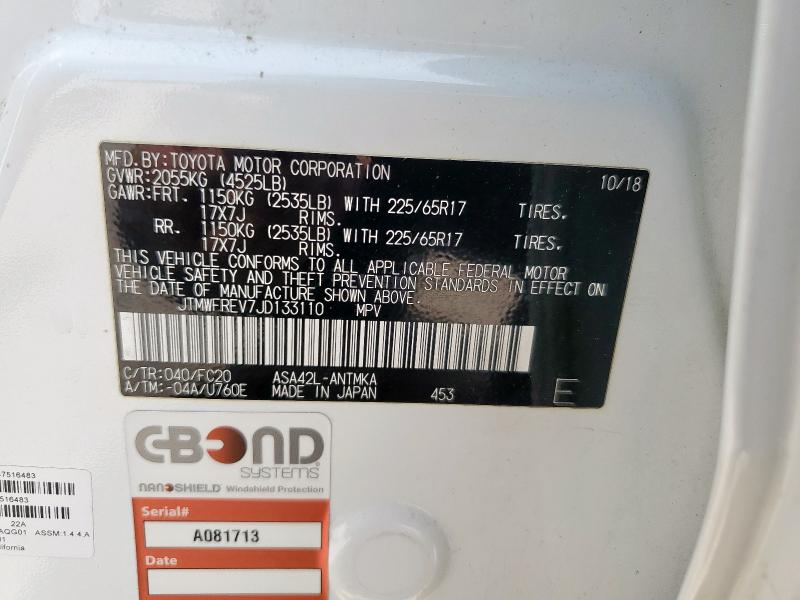 MFD.BY:TOYOTA MOTOR CORPORATION 10/18
GVWR:2055KG (4525LB)
GAWR:FRT. 1150KG (2535LB) WITH 225/65R17 TIRES.
17X7J RIMS.
RR. 1150KG (2535LB) WITH 225/65R17 TIRES.
17X7J RIMS.
THIS VEHICLE CONFORMS TO ALL APPLICABLE FEDERAL MOTOR
VEHICLE SAFETY AND THEFT PREVENTION STANDARDS IN EFFECT ON
THE DATE OF MANUFACTURE SHOWN ABOVE.
JTMWFREV7JD133110 MPV
C/TR:040/FC20 ASA42L-ANTMKA
A/TM:-04A/U760E MADE IN JAPAN 453 E
C-BOND
SYSTEMS
NANOSHIELD Windshield Protection
Serial#
A081713
Date
7516483
516483
22A
AQG01 ASSM:1.4 4.A